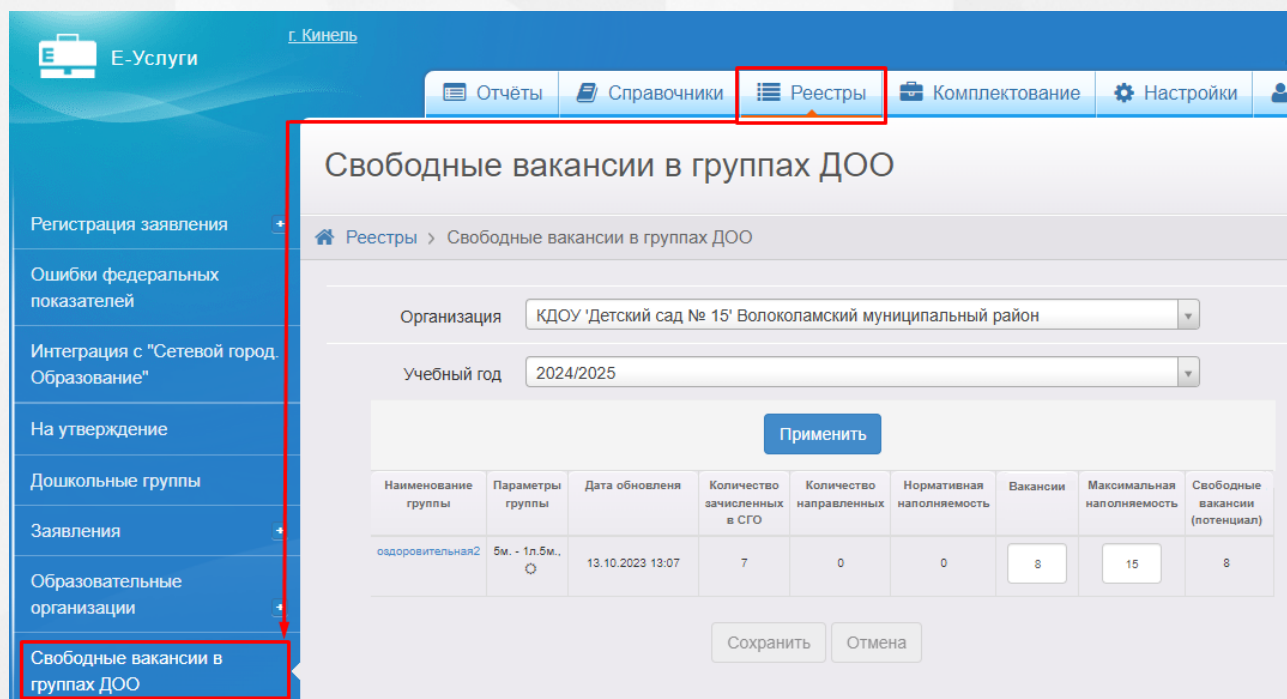 г. Кинель
E
Е-Услуги
Отчёты Справочники Реестры Комплектование Настройки
Свободные вакансии в группах ДОО
Регистрация заявления +
Реестры > Свободные вакансии в группах ДОО
Ошибки федеральных
показателей
Интеграция с "Сетевой город.
Образование"
На утверждение
Дошкольные группы
Заявления +
Образовательные
организации +
Свободные вакансии в
группах ДОО
Организация КДОУ 'Детский сад № 15' Волоколамский муниципальный район
Учебный год 2024/2025
Применить
Наименование группы Параметры группы Дата обновленя Количество зачисленных в СГО Количество направленных Нормативная наполняемость Вакансии Максимальная наполняемость Свободные вакансии (потенциал)
оздоровительная2 5м. - 1л.5м., 13.10.2023 13:07 7 0 0 8 15 8
Сохранить Отмена